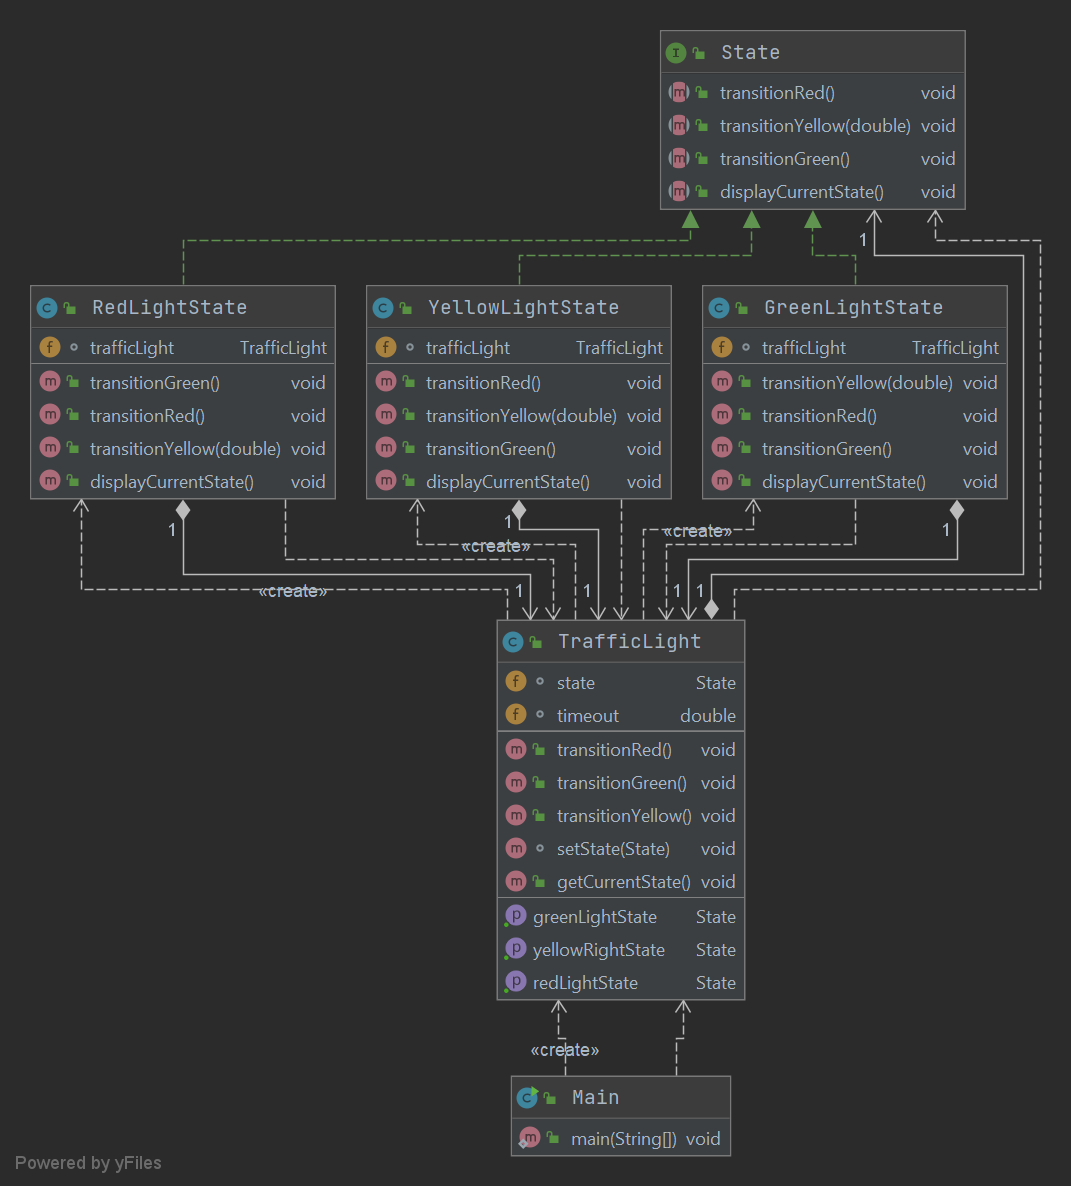 State
transitionRed() void
transitionYellow(double) void
transitionGreen() void
displayCurrentState() void
1
RedLightState
trafficLight TrafficLight
transitionGreen() void
transitionRed() void
transitionYellow(double) void
displayCurrentState() void
YellowLightState
trafficLight TrafficLight
transitionRed() void
transitionYellow(double) void
transitionGreen() void
displayCurrentState() void
GreenLightState
trafficLight TrafficLight
transitionYellow(double) void
transitionRed() void
transitionGreen() void
displayCurrentState() void
1
1
1
«create»
«create»
«create»
1
1
1
1
TrafficLight
state State
timeout double
transitionRed() void
transitionGreen() void
transitionYellow() void
setState(State) void
getCurrentState() void
greenLightState State
yellowRightState State
redLightState State
«create»
Main
main(String[]) void
Powered by yFiles